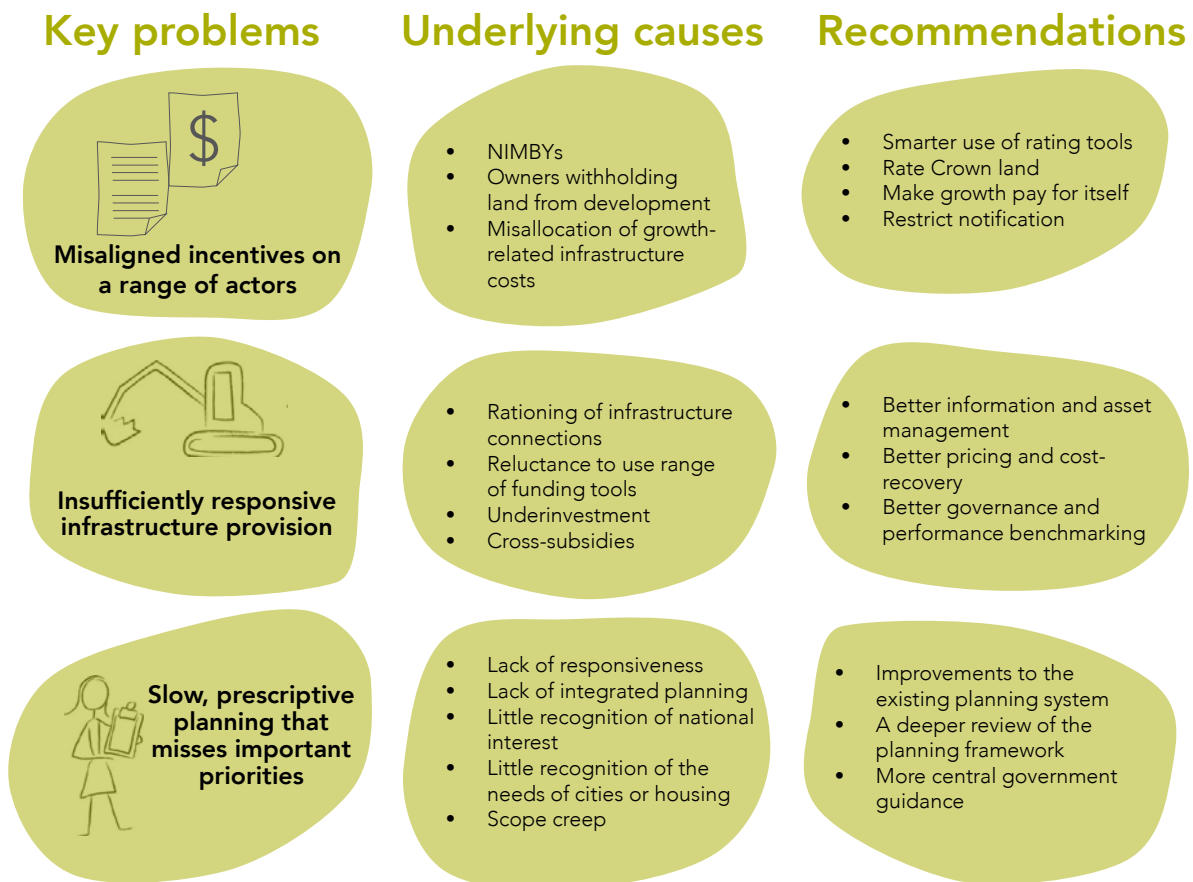 Key problems
Underlying causes
Recommendations
$
Misaligned incentives on
a range of actors
• NIMBYs
• Owners withholding
land from development
• Misallocation of growth-
related infrastructure
costs
• Smarter use of rating tools
• Rate Crown land
• Make growth pay for itself
• Restrict notification
Insufficiently responsive
infrastructure provision
• Rationing of infrastructure
connections
• Reluctance to use range
of funding tools
• Underinvestment
• Cross-subsidies
• Better information and asset
management
• Better pricing and cost-
recovery
• Better governance and
performance benchmarking
Slow, prescriptive
planning that
misses important
priorities
• Lack of responsiveness
• Lack of integrated planning
• Little recognition of national
interest
• Little recognition of the
needs of cities or housing
• Scope creep
• Improvements to the
existing planning system
• A deeper review of the
planning framework
• More central government
guidance